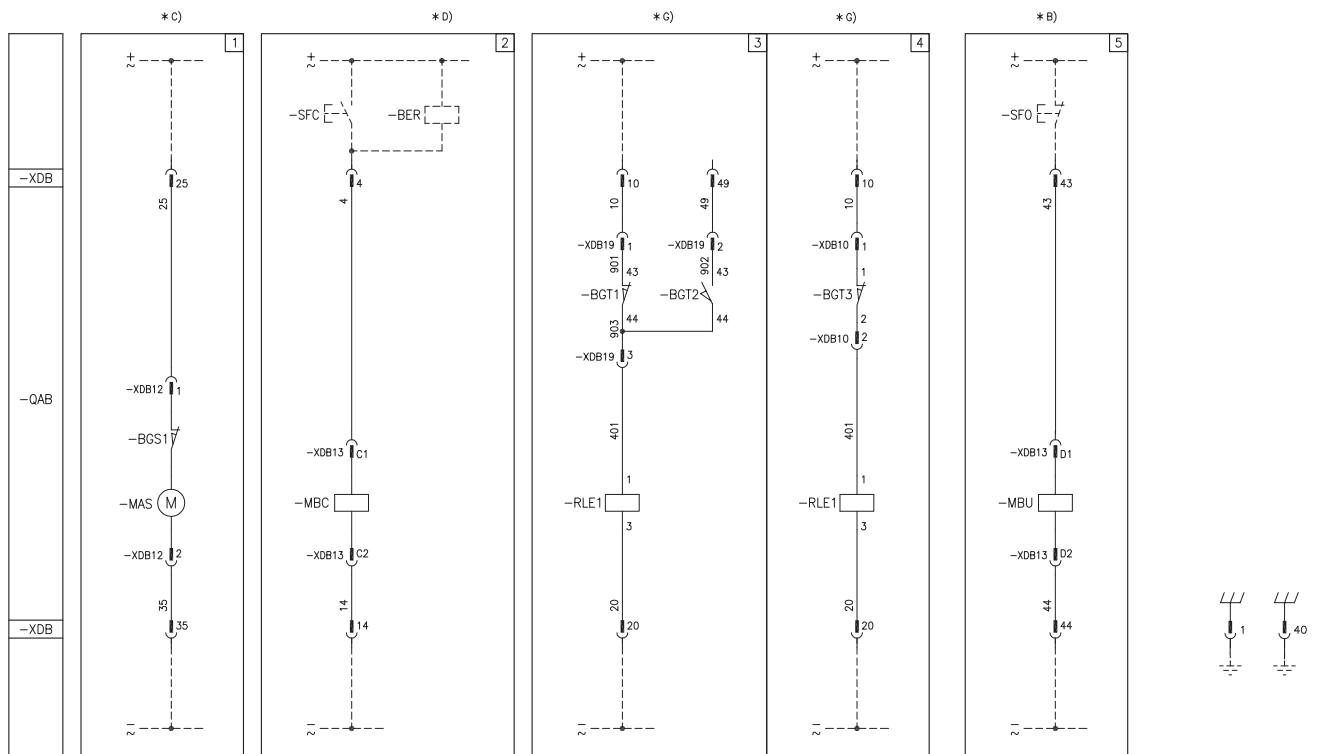 *C) *D) *G) *G) *B)
1 2 3 4 5
+ + + + +
~ ~ ~ ~ ~
-SFC -BER -SFO
-XDB 25 4 10 49 10 43
25 4 10 49 10 43
-XDB19 1 -XDB19 2 -XDB10 1
901 43 902 43 1
-BGT1 -BGT2 -BGT3
903 44 44 2
-XDB10 2
-XDB19 3
-XDB12 1
-QAB
401 401
-BGS1
-XDB13 C1 -XDB13 D1
1 1
-MAS M -MBC -RLE1 -RLE1 -MBU
3 3
-XDB12 2 -XDB13 C2 -XDB13 D2
35 14 20 20 44
-XDB 35 14 20 20 44 1 40
- - - - -
~ ~ ~ ~ ~